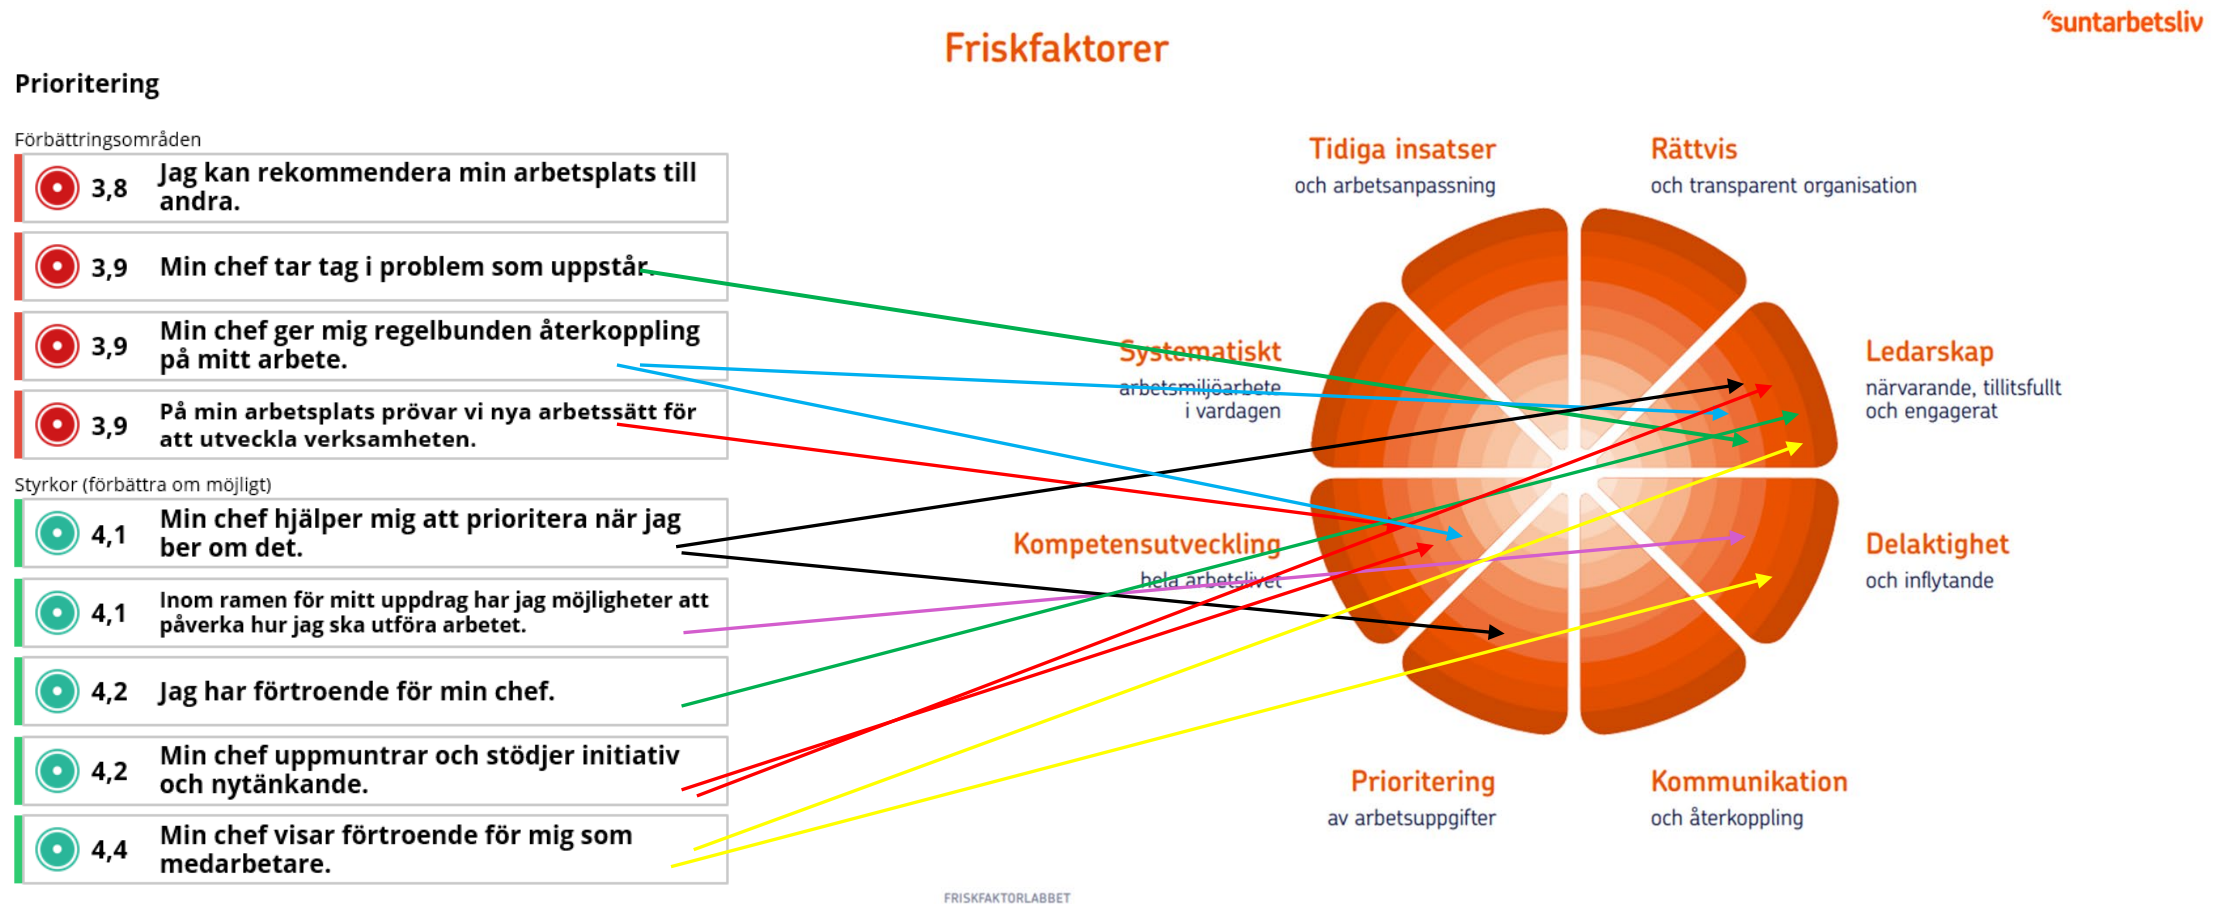 suntarbetsliv
Friskfaktorer
Prioritering
Förbättringsområden
3,8
Jag kan rekommendera min arbetsplats till
andra.
3,9
Min chef tar tag i problem som uppstår.
3,9
Min chef ger mig regelbunden återkoppling
på mitt arbete.
3,9
På min arbetsplats prövar vi nya arbetssätt för
att utveckla verksamheten.
Styrkor (förbättra om möjligt)
4,1
Min chef hjälper mig att prioritera när jag
ber om det.
4,1
Inom ramen för mitt uppdrag har jag möjligheter att
påverka hur jag ska utföra arbetet.
4,2
Jag har förtroende för min chef.
4,2
Min chef uppmuntrar och stödjer initiativ
och nytänkande.
4,4
Min chef visar förtroende för mig som
medarbetare.
Tidiga insatser
och arbetsanpassning
Rättvis
och transparent organisation
Systematiskt
arbetsmiljöarbete
i vardagen
Ledarskap
närvarande, tillitsfullt
och engagerat
Kompetensutveckling
hela arbetslivet
Delaktighet
och inflytande
Prioritering
av arbetsuppgifter
Kommunikation
och återkoppling
FRISKFAKTORLABBET